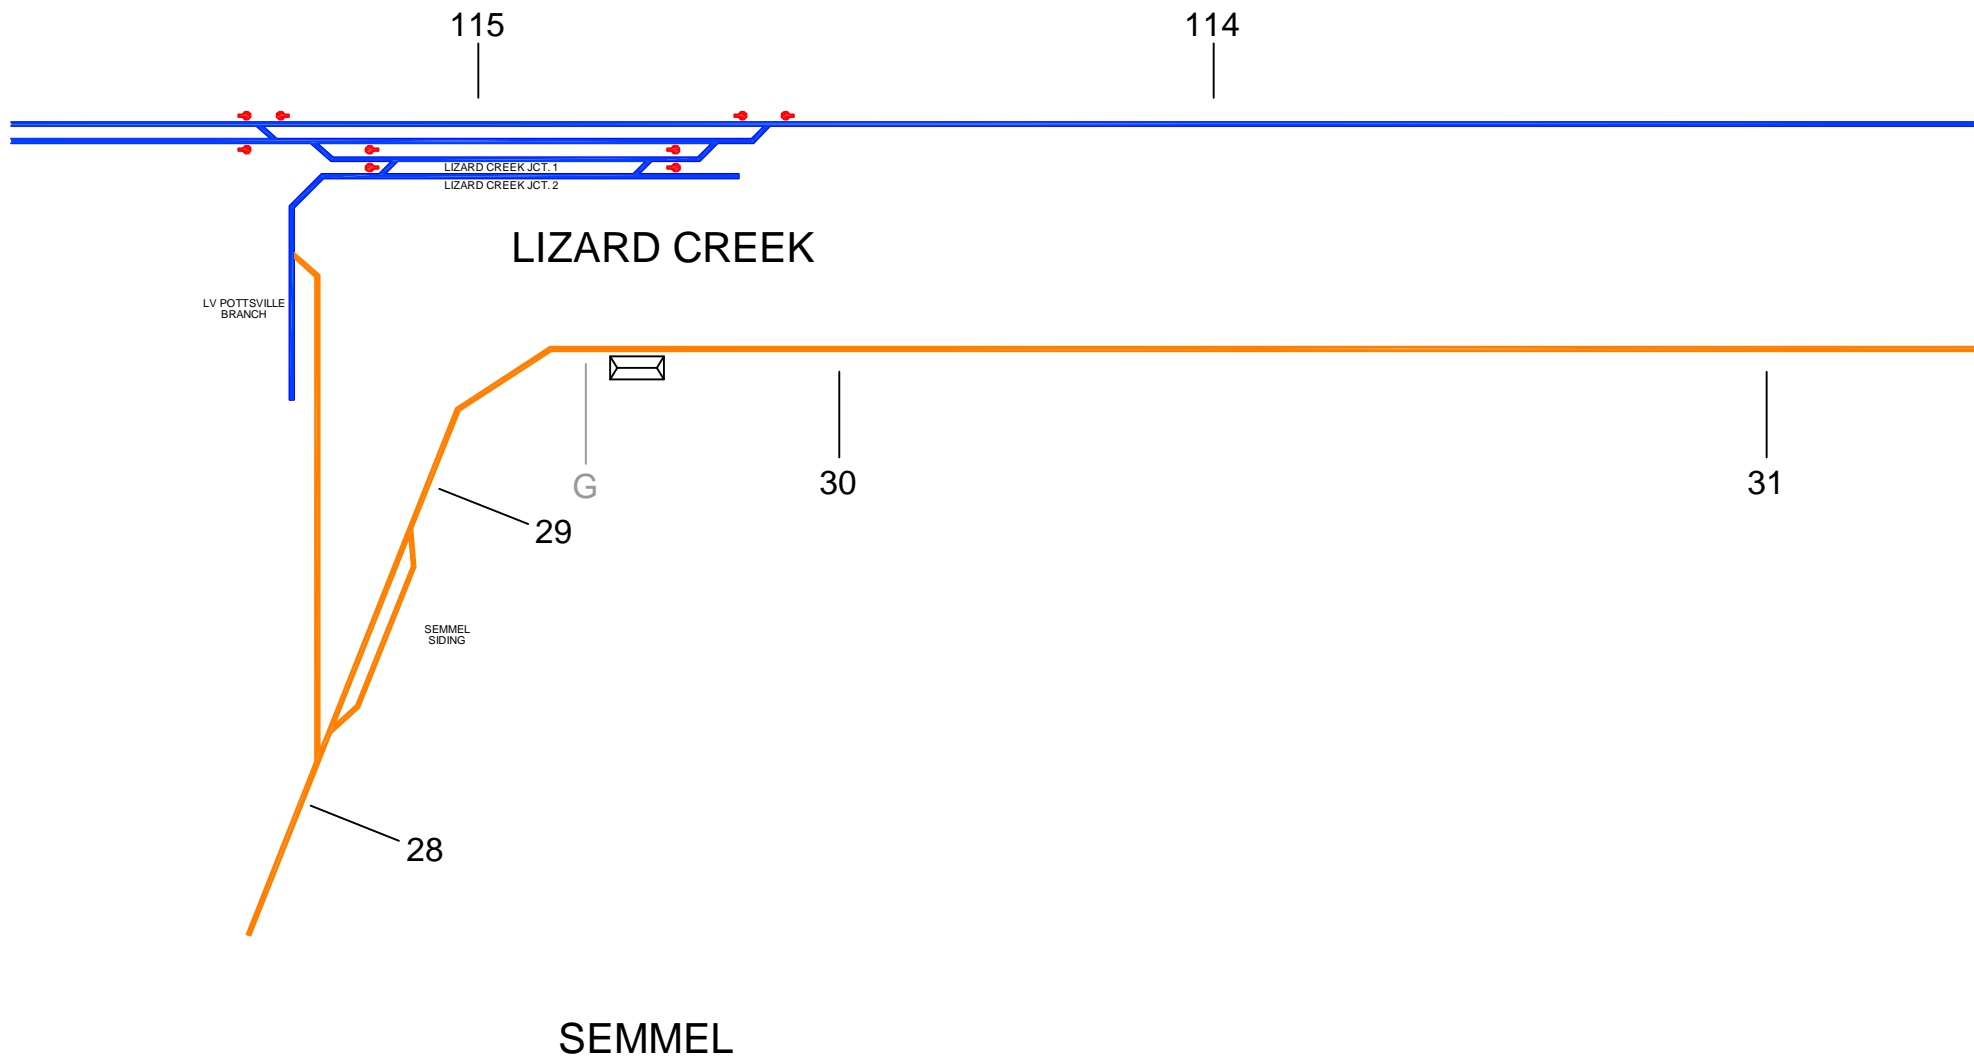 115
114
LIZARD CREEK JCT. 1
LIZARD CREEK JCT. 2
LIZARD CREEK
LV POTTSVILLE
BRANCH
G
30
31
29
SEMMEL
SIDING
28
SEMMEL